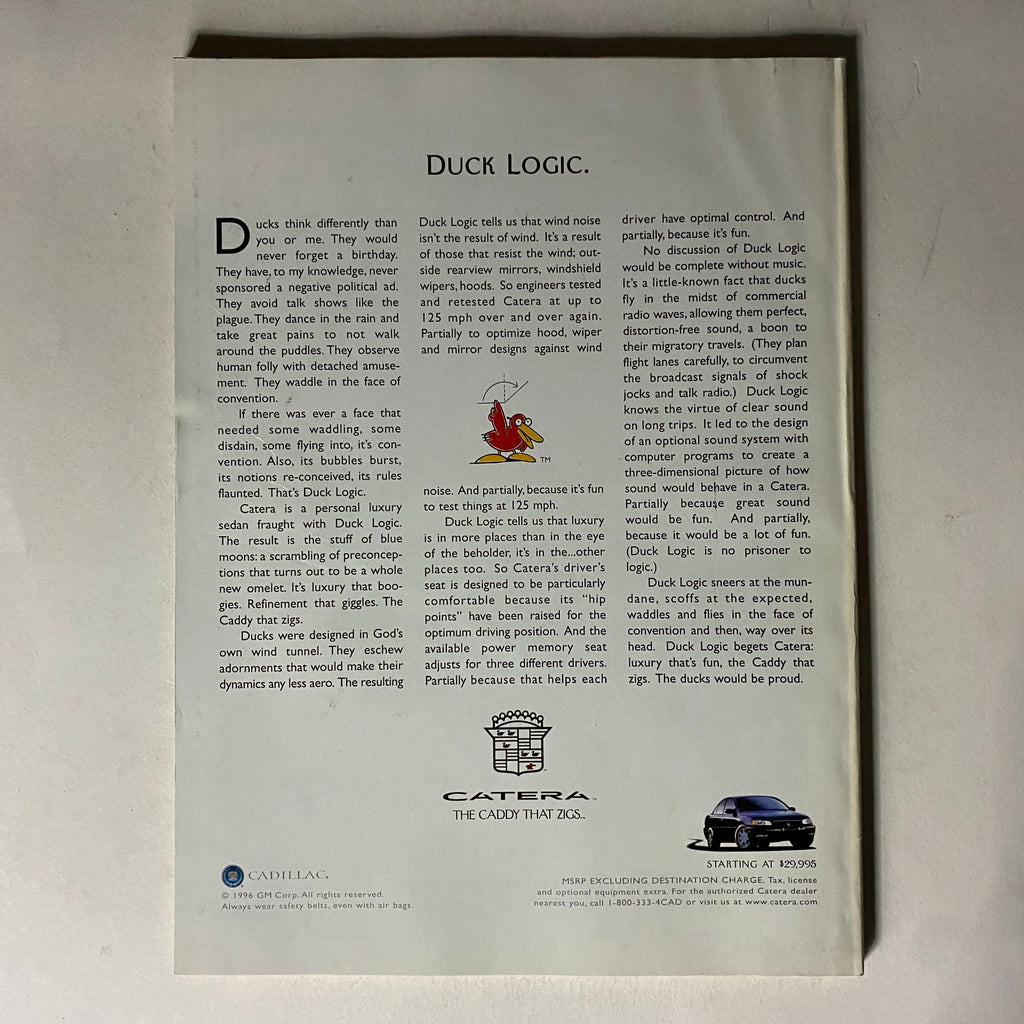 DUCK LOGIC.
Ducks think differently than
you or me. They would
never forget a birthday.
They have, to my knowledge, never
sponsored a negative political ad.
They avoid talk shows like the
plague. They dance in the rain and
take great pains to not walk
around the puddles. They observe
human folly with detached amuse-
ment. They waddle in the face of
convention.
If there was ever a face that
needed some waddling, some
disdain, some flying into, it's con-
vention. Also, its bubbles burst,
its notions re-conceived, its rules
flaunted. That's Duck Logic.
Catera is a personal luxury
sedan fraught with Duck Logic.
The result is the stuff of blue
moons: a scrambling of preconcep-
tions that turns out to be a whole
new omelet. It's luxury that boo-
gies. Refinement that giggles. The
Caddy that zigs.
Ducks were designed in God's
own wind tunnel. They eschew
adornments that would make their
dynamics any less aero. The resulting
Duck Logic tells us that wind noise
isn't the result of wind. It's a result
of those that resist the wind; out-
side rearview mirrors, windshield
wipers, hoods. So engineers tested
and retested Catera at up to
125 mph over and over again.
Partially to optimize hood, wiper
and mirror designs against wind
TM
noise. And partially, because it's fun
to test things at 125 mph.
Duck Logic tells us that luxury
is in more places than in the eye
of the beholder, it's in the...other
places too. So Catera's driver's
seat is designed to be particularly
comfortable because its "hip
points" have been raised for the
optimum driving position. And the
available power memory seat
adjusts for three different drivers.
Partially because that helps each
driver have optimal control. And
partially, because it's fun.
No discussion of Duck Logic
would be complete without music.
It's a little-known fact that ducks
fly in the midst of commercial
radio waves, allowing them perfect,
distortion-free sound, a boon to
their migratory travels. (They plan
flight lanes carefully, to circumvent
the broadcast signals of shock
jocks and talk radio.) Duck Logic
knows the virtue of clear sound
on long trips. It led to the design
of an optional sound system with
computer programs to create a
three-dimensional picture of how
sound would behave in a Catera.
Partially because great sound
would be fun. And partially,
because it would be a lot of fun.
(Duck Logic is no prisoner to
logic.)
Duck Logic sneers at the mun-
dane, scoffs at the expected,
waddles and flies in the face of
convention and then, way over its
head. Duck Logic begets Catera:
luxury that's fun, the Caddy that
zigs. The ducks would be proud.
CATERA
THE CADDY THAT ZIGS.
STARTING AT $29,995
CADILLAC®
© 1996 GM Corp. All rights reserved.
Always wear safety belts, even with air bags.
MSRP EXCLUDING DESTINATION CHARGE. Tax, license
and optional equipment extra. For the authorized Catera dealer
nearest you, call 1-800-333-4CAD or visit us at www.catera.com